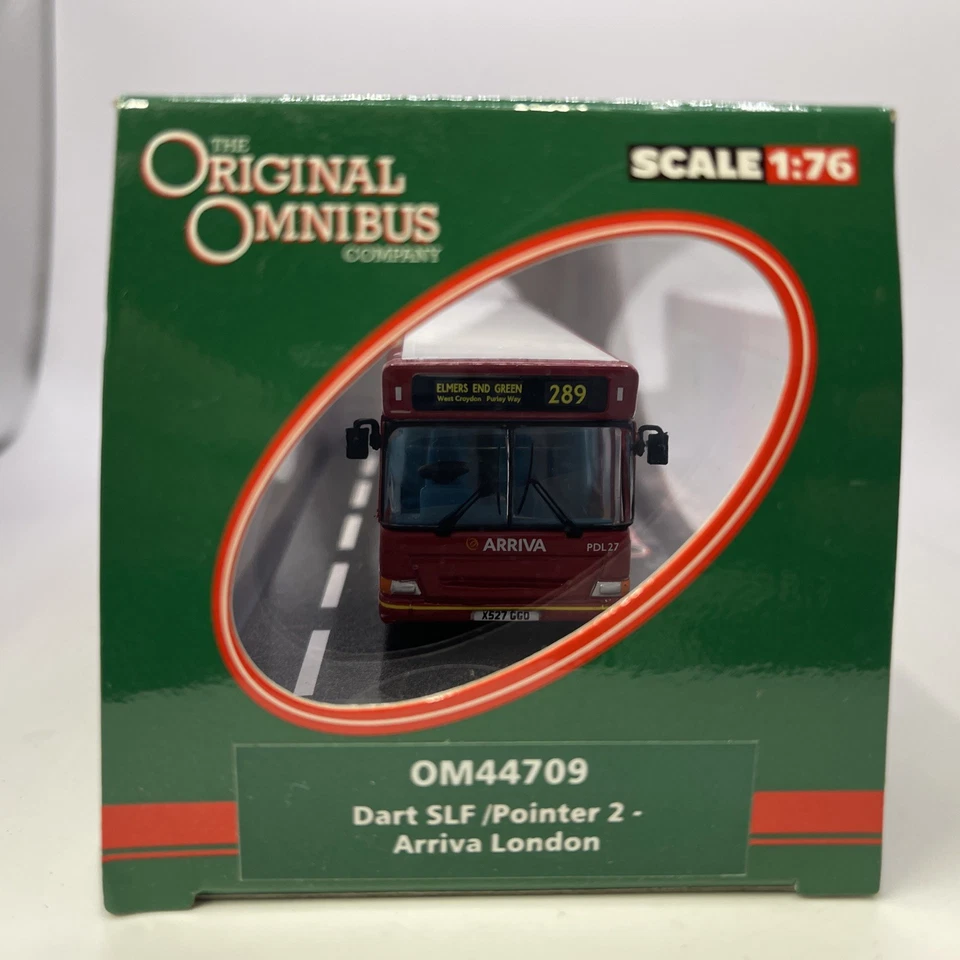 THE
ORIGINAL
OMNIBUS
COMPANY
SCALE 1:76
ELMERS END GREEN
West Croydon Purley Way
289
ARRIVA
PDL27
X527 GGO
OM44709
Dart SLF /Pointer 2 -
Arriva London